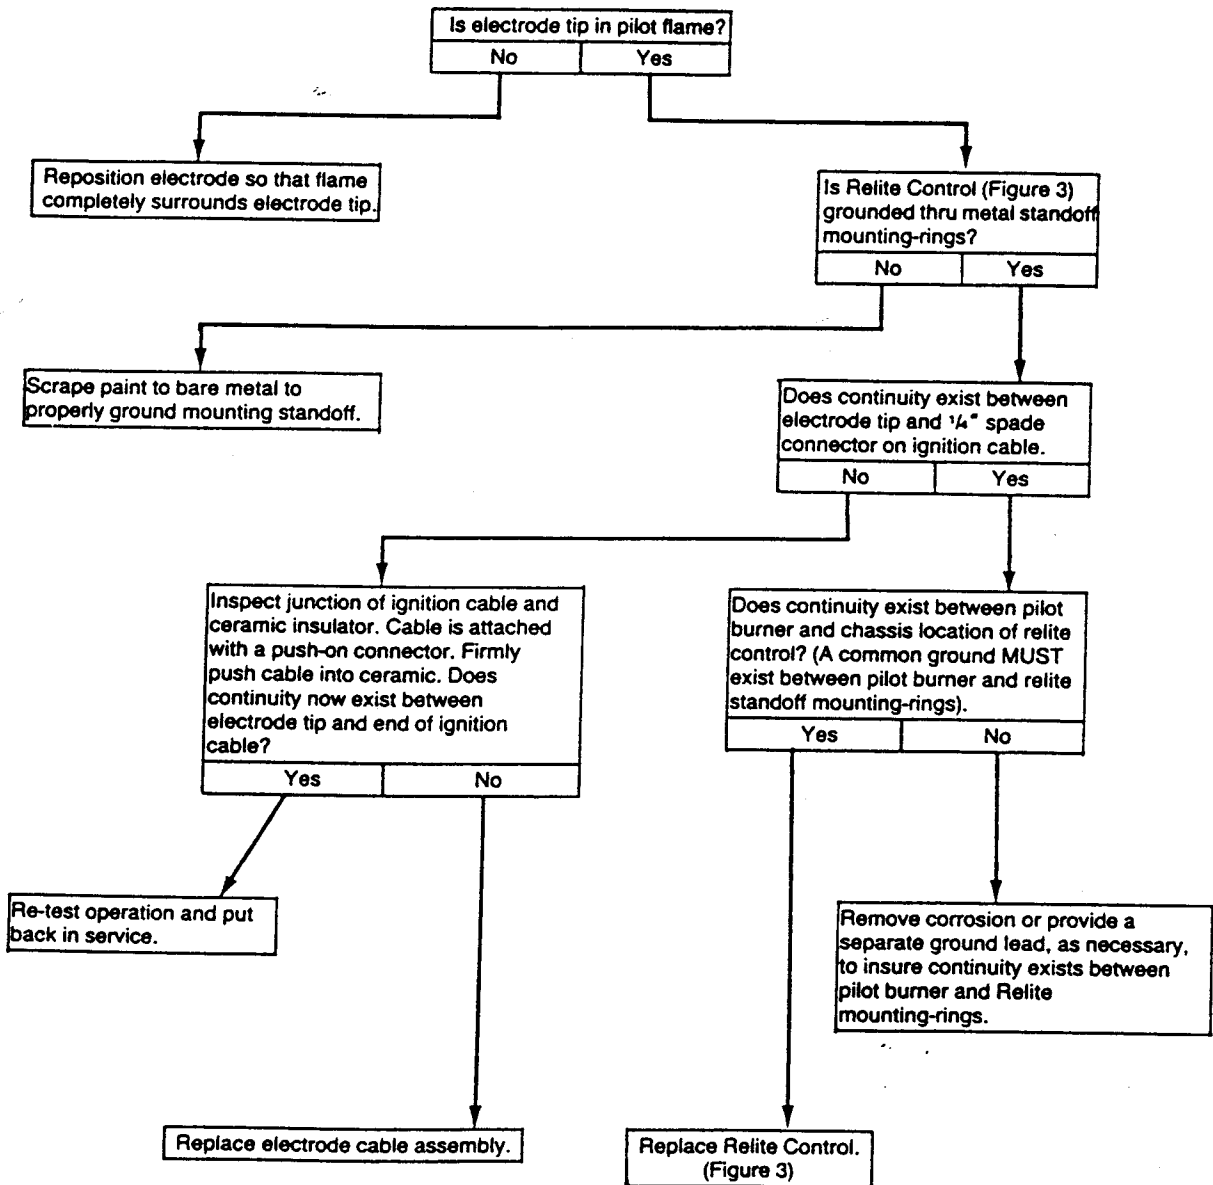 Is electrode tip in pilot flame?
No Yes
Reposition electrode so that flame
completely surrounds electrode tip.
Is Relite Control (Figure 3)
grounded thru metal standoff
mounting-rings?
No Yes
Scrape paint to bare metal to
properly ground mounting standoff.
Does continuity exist between
electrode tip and 1/4" spade
connector on ignition cable.
No Yes
Inspect junction of ignition cable and
ceramic insulator. Cable is attached
with a push-on connector. Firmly
push cable into ceramic. Does
continuity now exist between
electrode tip and end of ignition
cable?
Yes No
Does continuity exist between pilot
burner and chassis location of relite
control? (A common ground MUST
exist between pilot burner and relite
standoff mounting-rings).
Yes No
Re-test operation and put
back in service.
Remove corrosion or provide a
separate ground lead, as necessary,
to insure continuity exists between
pilot burner and Relite
mounting-rings.
Replace electrode cable assembly.
Replace Relite Control.
(Figure 3)